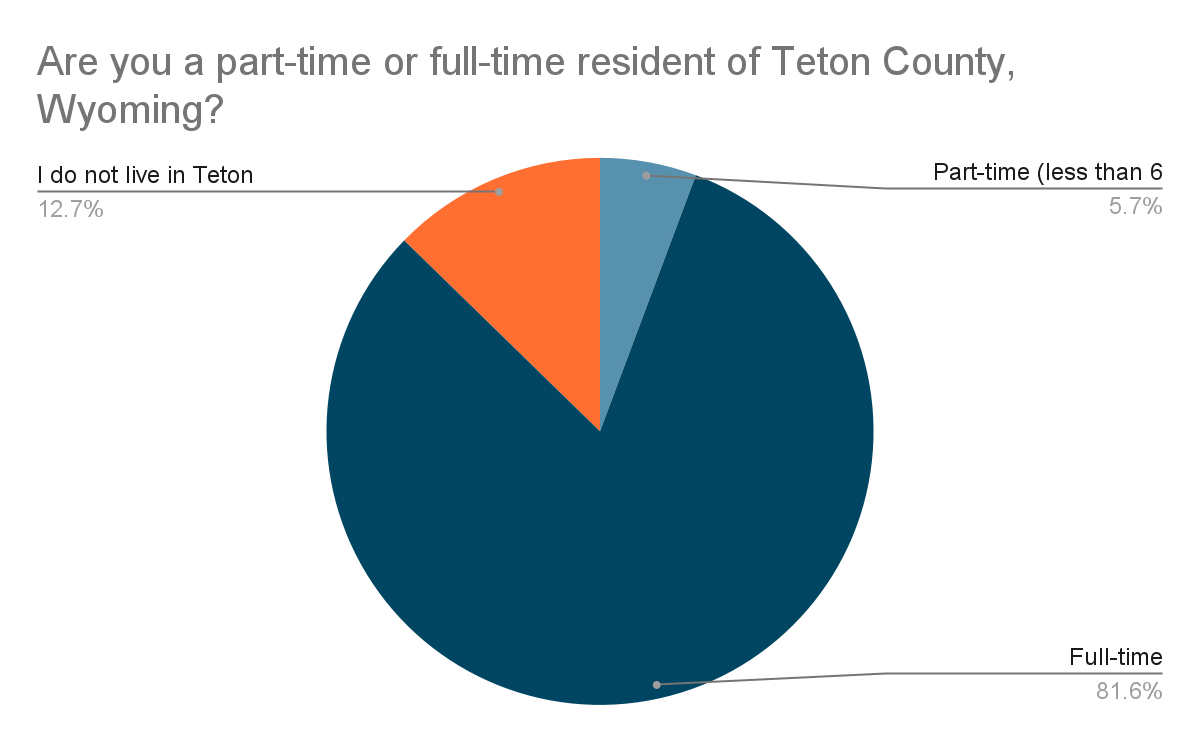 Are you a part-time or full-time resident of Teton County,
Wyoming?
I do not live in Teton
12.7%
Part-time (less than 6
5.7%
Full-time
81.6%